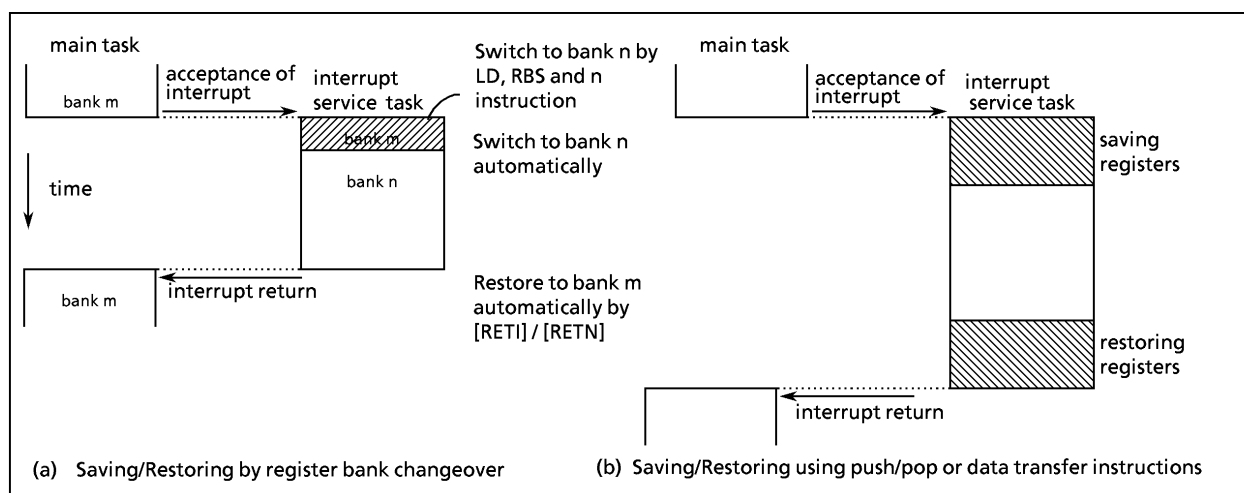 main task
bank m
acceptance of
interrupt
interrupt
service task
Switch to bank n by
LD, RBS and n
instruction
bank m
Switch to bank n
automatically
bank n
time
bank m
interrupt return
Restore to bank m
automatically by
[RETI] / [RETN]
(a) Saving/Restoring by register bank changeover
main task
acceptance of
interrupt
interrupt
service task
saving
registers
restoring
registers
interrupt return
(b) Saving/Restoring using push/pop or data transfer instructions